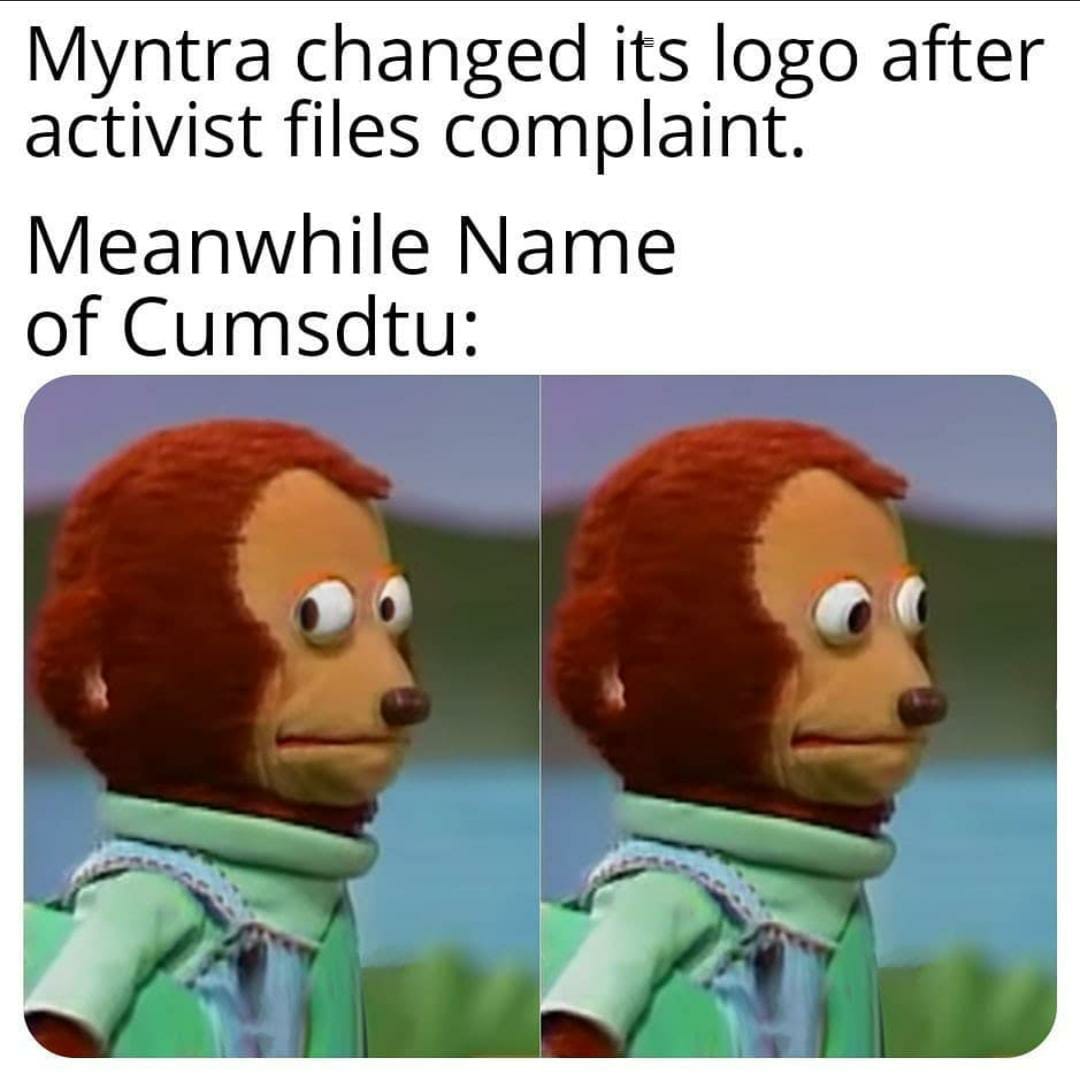 Myntra changed its logo after
activist files complaint.
Meanwhile Name
of Cumsdtu: